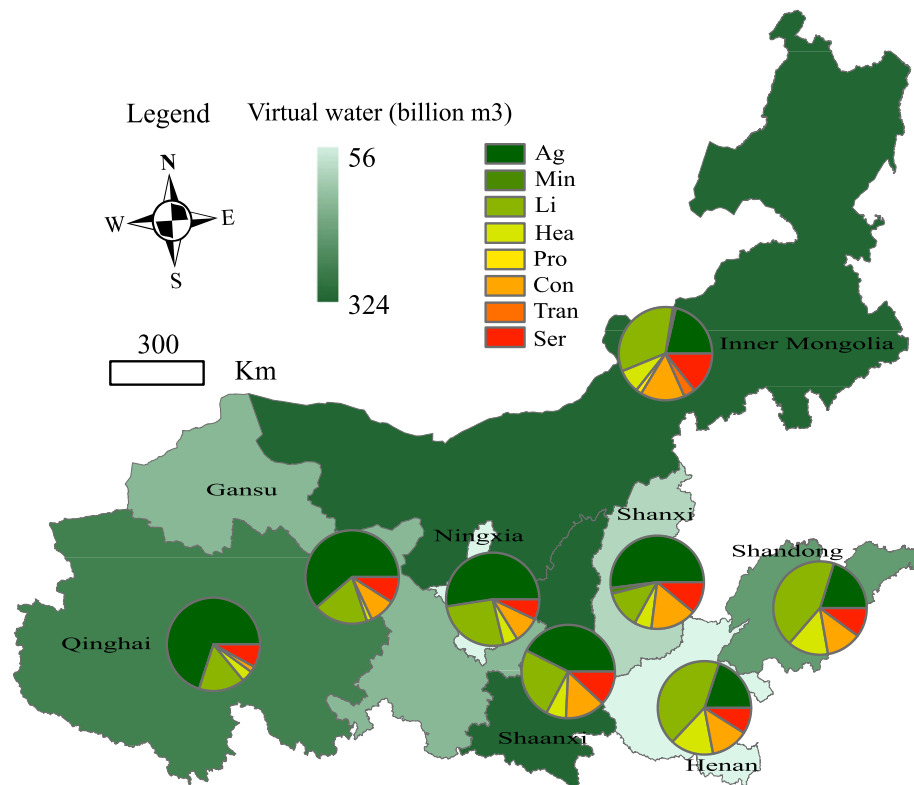 Legend
Virtual water (billion m3)
N
W
E
S
56
324
Ag
Min
Li
Hea
Pro
Con
Tran
Ser
300
Km
Inner Mongolia
Gansu
Ningxia
Shanxi
Shandong
Qinghai
Shaanxi
Henan